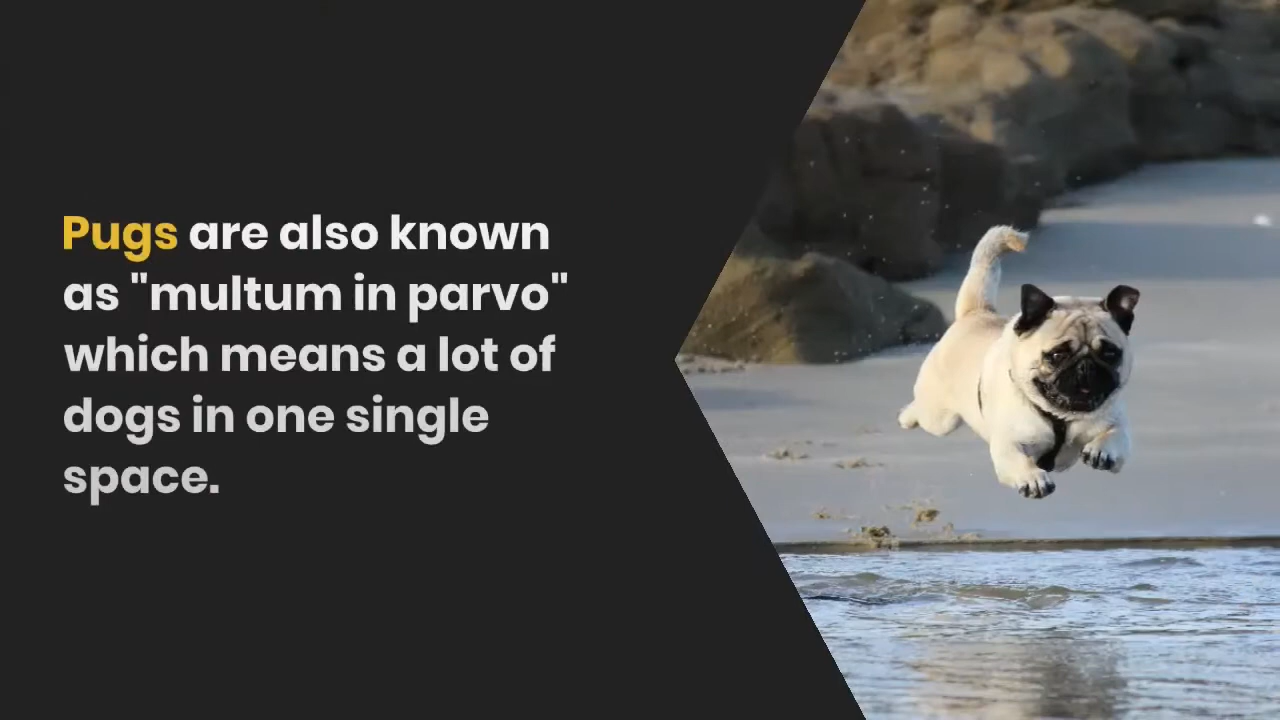 Pugs are also known
as "multum in parvo"
which means a lot of
dogs in one single
space.